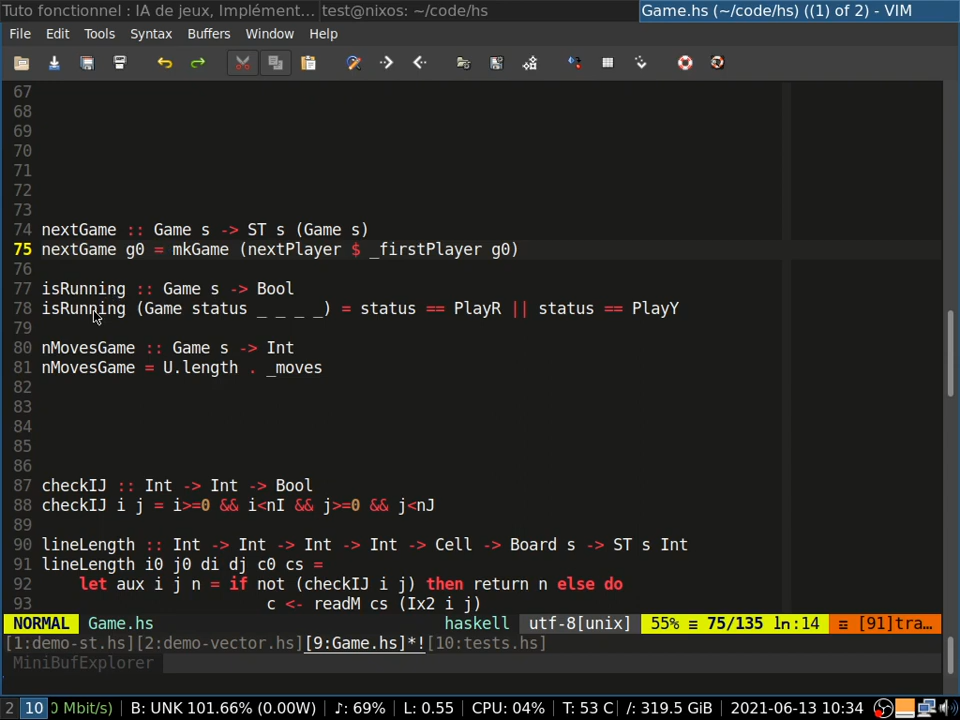 Tuto fonctionnel : IA de jeux, Implément... test@nixos: ~/code/hs Game.hs (~/code/hs) ((1) of 2) - VIM
File Edit Tools Syntax Buffers Window Help
67
68
69
70
71
72
73
74 nextGame :: Game s -> ST s (Game s)
75 nextGame g0 = mkGame (nextPlayer $ _firstPlayer g0)
76
77 isRunning :: Game s -> Bool
78 isRunning (Game status _ _ _ _) = status == PlayR || status == PlayY
79
80 nMovesGame :: Game s -> Int
81 nMovesGame = U.length . _moves
82
83
84
85
86
87 checkIJ :: Int -> Int -> Bool
88 checkIJ i j = i>=0 && i<nI && j>=0 && j<nJ
89
90 lineLength :: Int -> Int -> Int -> Int -> Cell -> Board s -> ST s Int
91 lineLength i0 j0 di dj c0 cs =
92     let aux i j n = if not (checkIJ i j) then return n else do
93                         c <- readM cs (Ix2 i j)
NORMAL Game.hs haskell utf-8[unix] 55% ≡ 75/135 ln:14 ≡ [91]tra...
[1:demo-st.hs][2:demo-vector.hs][9:Game.hs]*![10:tests.hs]
MiniBufExplorer
2 10 0 Mbit/s) B: UNK 101.66% (0.00W) ♪: 69% L: 0.55 CPU: 04% T: 53 C /: 319.5 GiB 2021-06-13 10:34